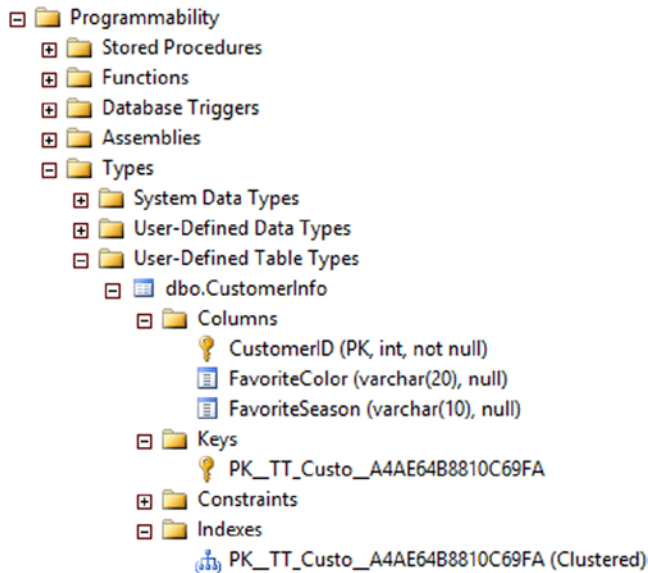 Programmability
Stored Procedures
Functions
Database Triggers
Assemblies
Types
System Data Types
User-Defined Data Types
User-Defined Table Types
dbo.CustomerInfo
Columns
CustomerID (PK, int, not null)
FavoriteColor (varchar(20), null)
FavoriteSeason (varchar(10), null)
Keys
PK__TT_Custo__A4AE64B8810C69FA
Constraints
Indexes
PK__TT_Custo__A4AE64B8810C69FA (Clustered)